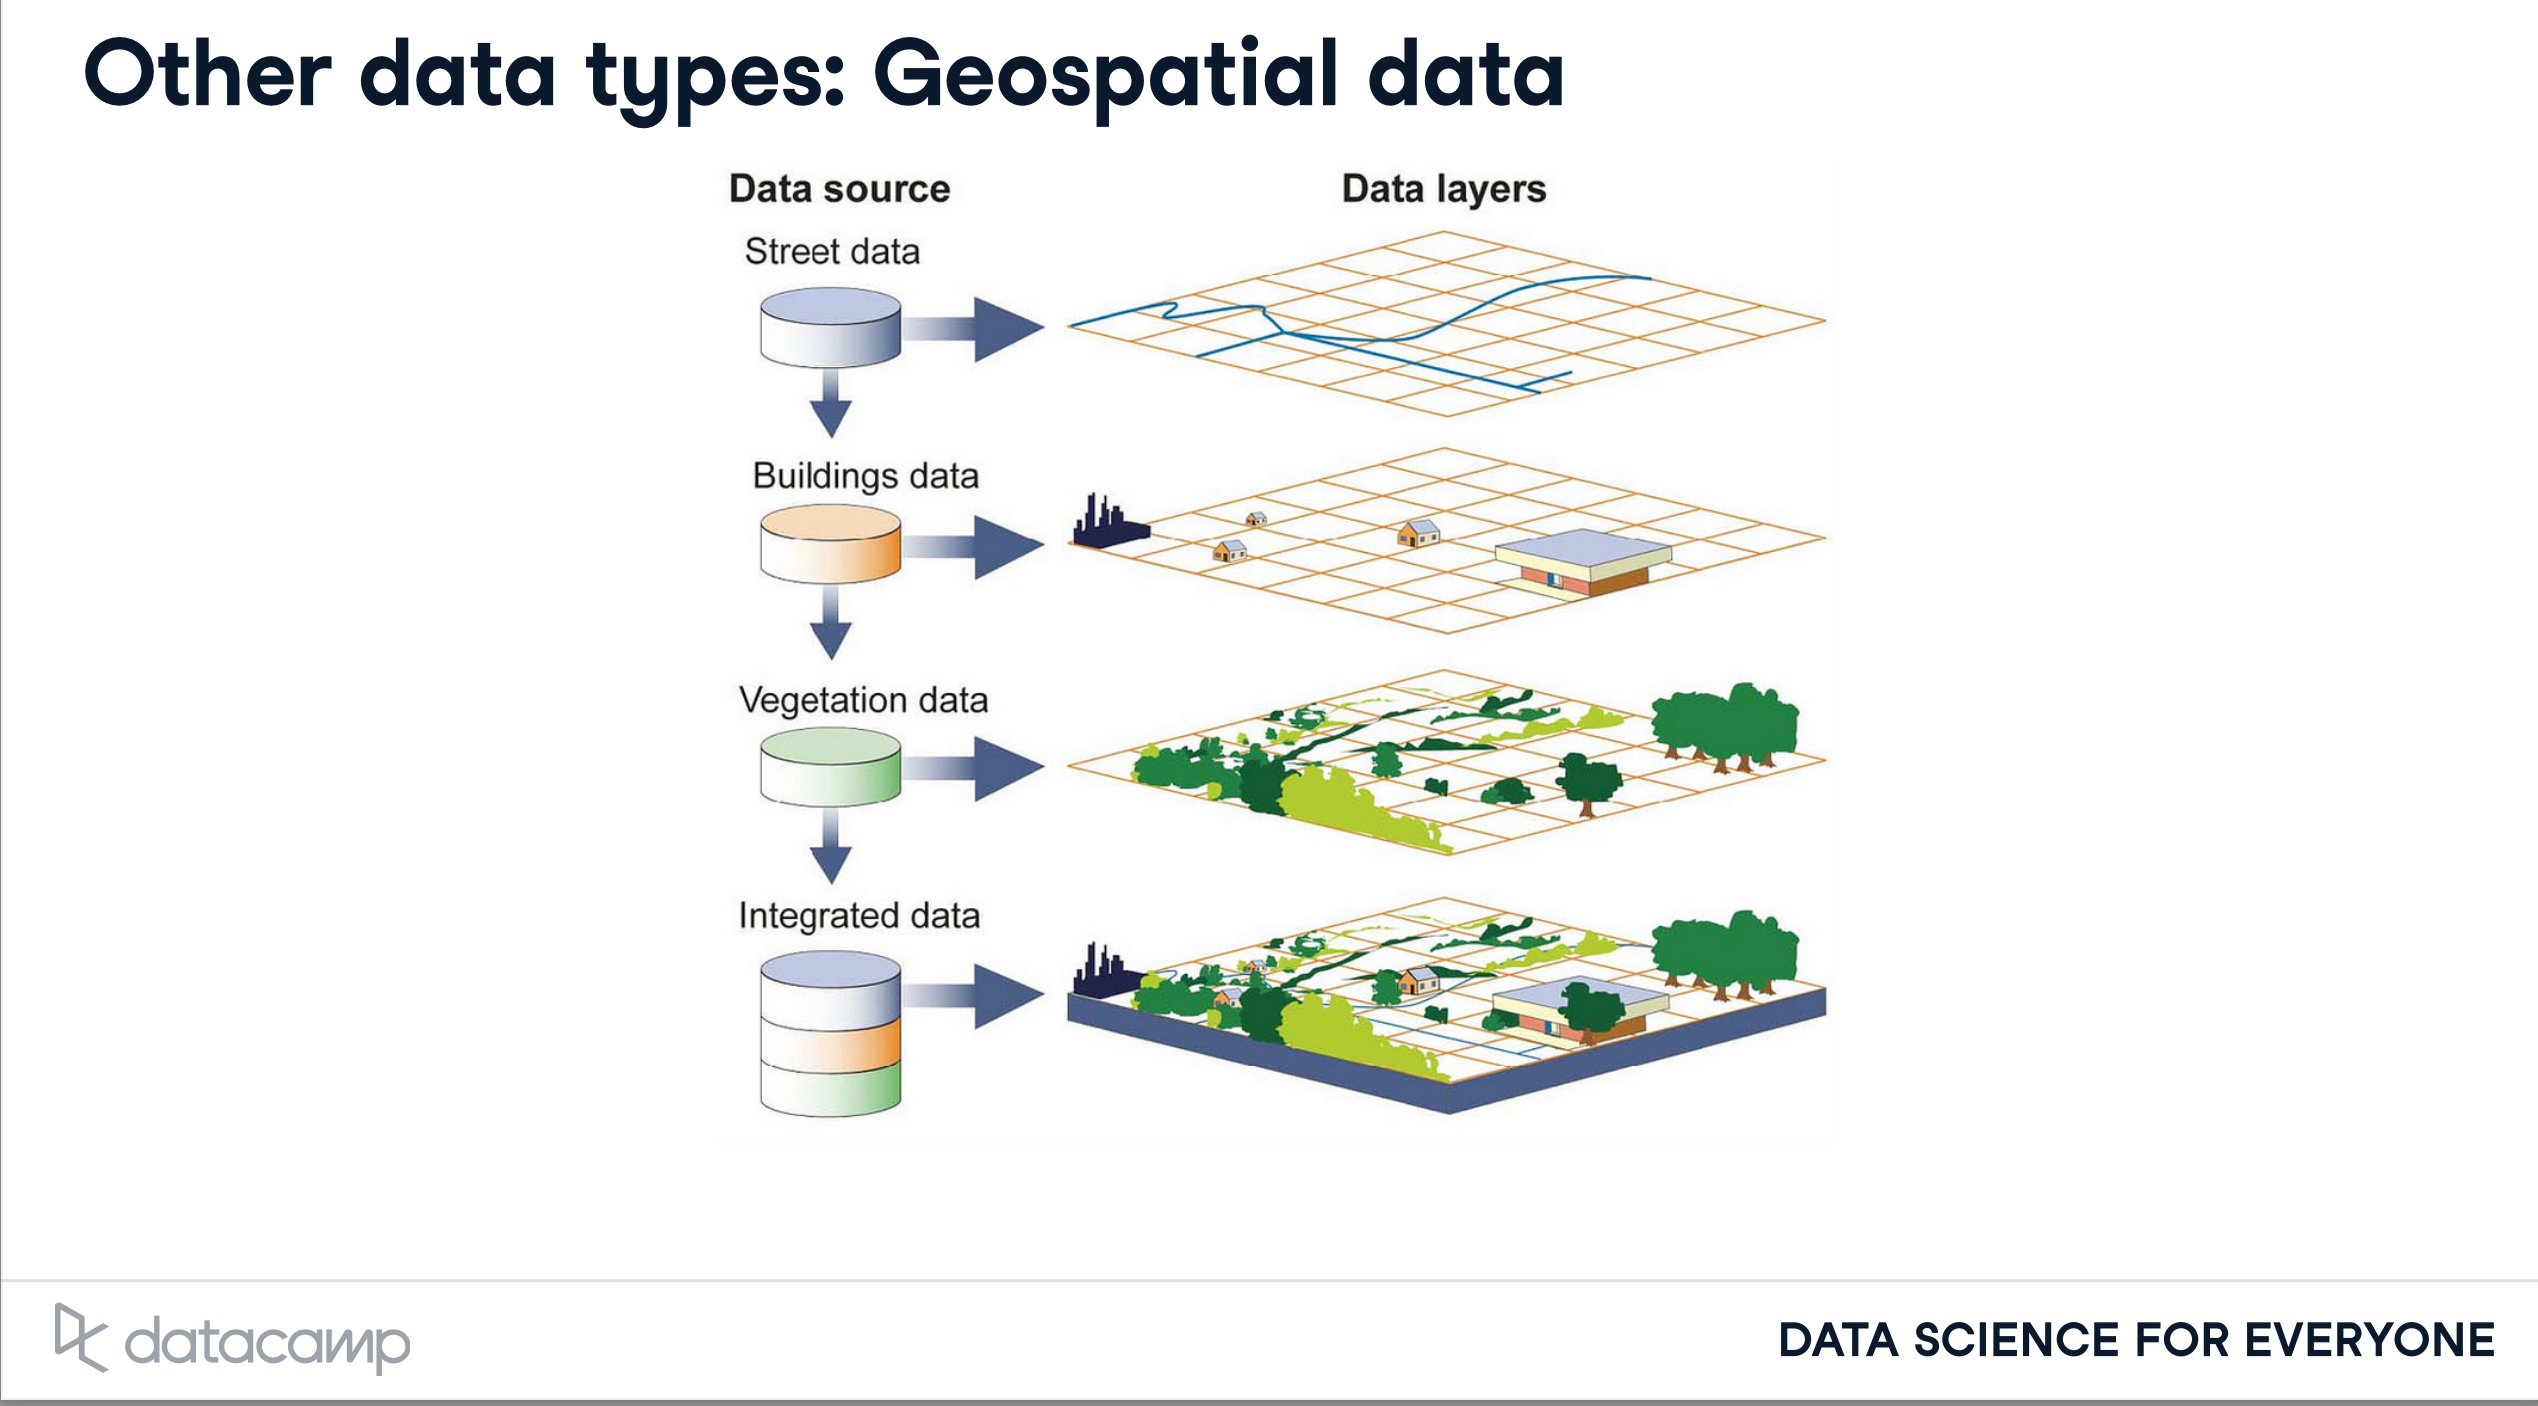 Other data types: Geospatial data
Data source
Data layers
Street data
Buildings data
Vegetation data
Integrated data
datacamp
DATA SCIENCE FOR EVERYONE